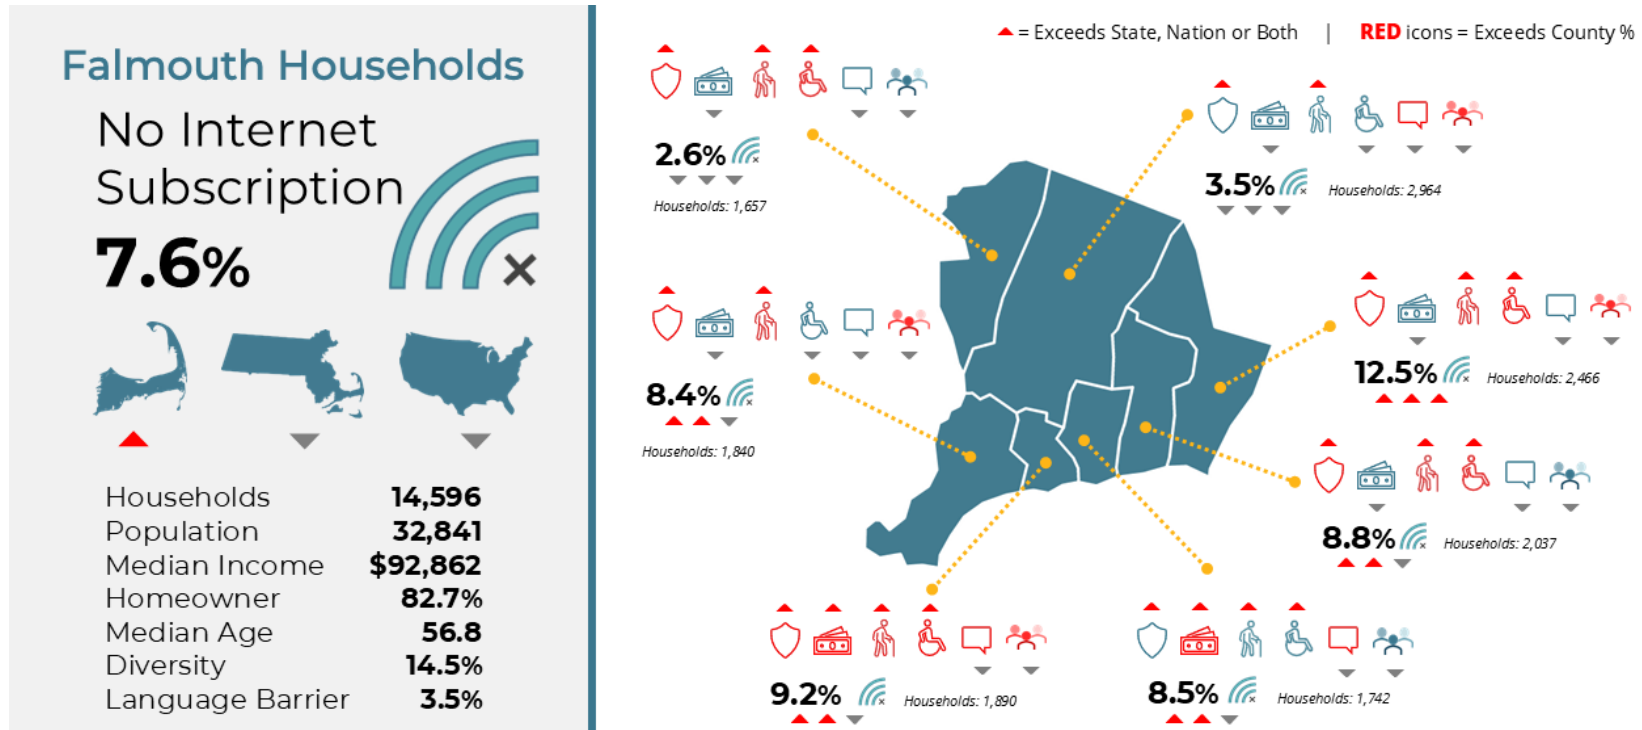 Falmouth Households
No Internet
Subscription
7.6%
Households 14,596
Population 32,841
Median Income $92,862
Homeowner 82.7%
Median Age 56.8
Diversity 14.5%
Language Barrier 3.5%
= Exceeds State, Nation or Both | RED icons = Exceeds County %
2.6%
Households: 1,657
3.5%
Households: 2,964
8.4%
Households: 1,840
12.5%
Households: 2,466
8.8%
Households: 2,037
9.2%
Households: 1,890
8.5%
Households: 1,742